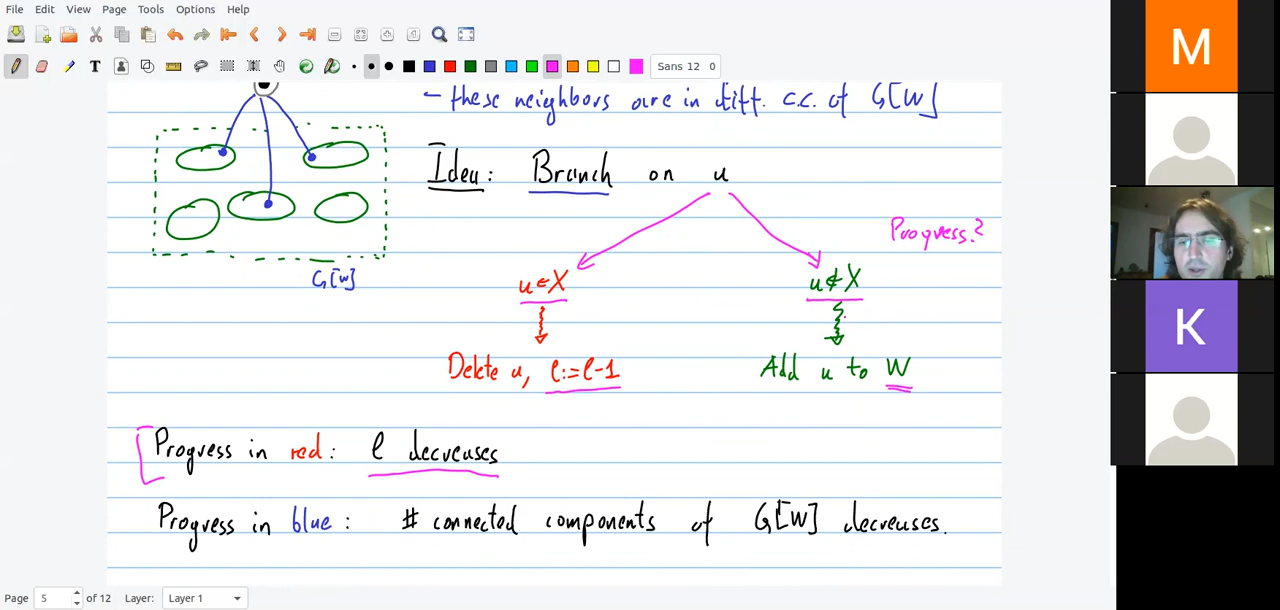 File Edit View Page Tools Options Help
Sans 12 0
– these neighbors are in diff. c.c. of G[W]
Idea: Branch on u
Progress?
G[W]
u∈X
u∉X
Delete u, ℓ:=ℓ-1
Add u to W
Progress in red: ℓ decreases
Progress in blue: # connected components of G[W] decreases.
Page 5 of 12 Layer: Layer 1
M
K